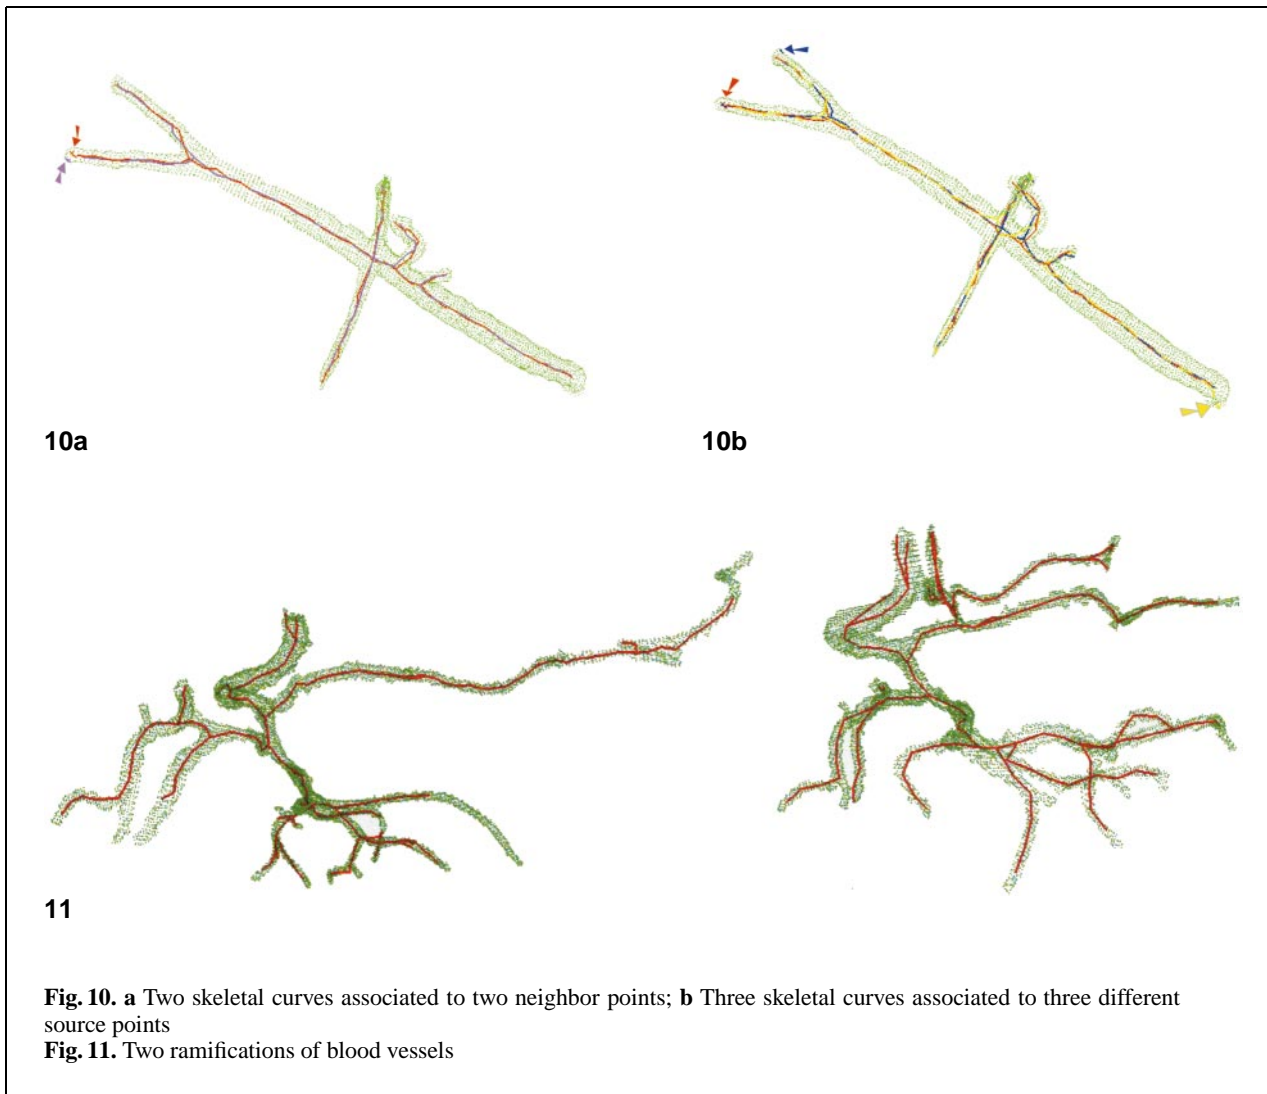 10a
10b
11
Fig. 10. a Two skeletal curves associated to two neighbor points; b Three skeletal curves associated to three different
source points
Fig. 11. Two ramifications of blood vessels